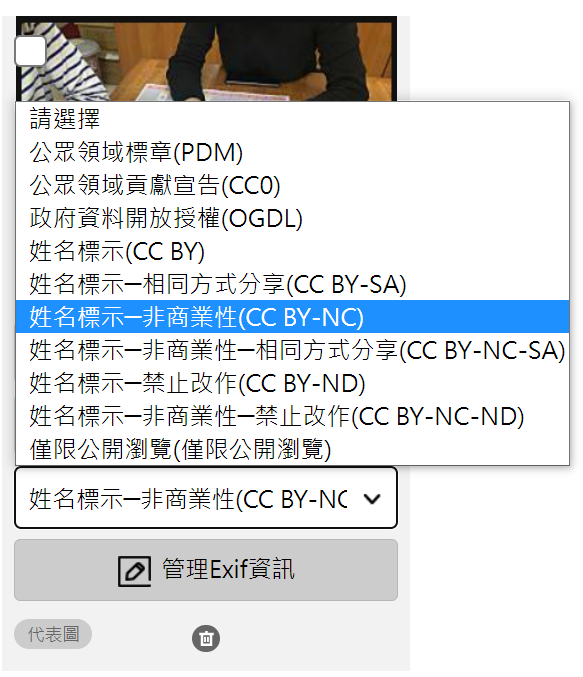 請選擇
公眾領域標章(PDM)
公眾領域貢獻宣告(CC0)
政府資料開放授權(OGDL)
姓名標示─(CC BY)
姓名標示─相同方式分享(CC BY-SA)
姓名標示─非商業性(CC BY-NC)
姓名標示─非商業性─相同方式分享(CC BY-NC-SA)
姓名標示─禁止改作(CC BY-ND)
姓名標示─非商業性─禁止改作(CC BY-NC-ND)
僅限公開瀏覽(僅限公開瀏覽)
姓名標示─非商業性(CC BY-NC
管理Exif資訊
代表圖